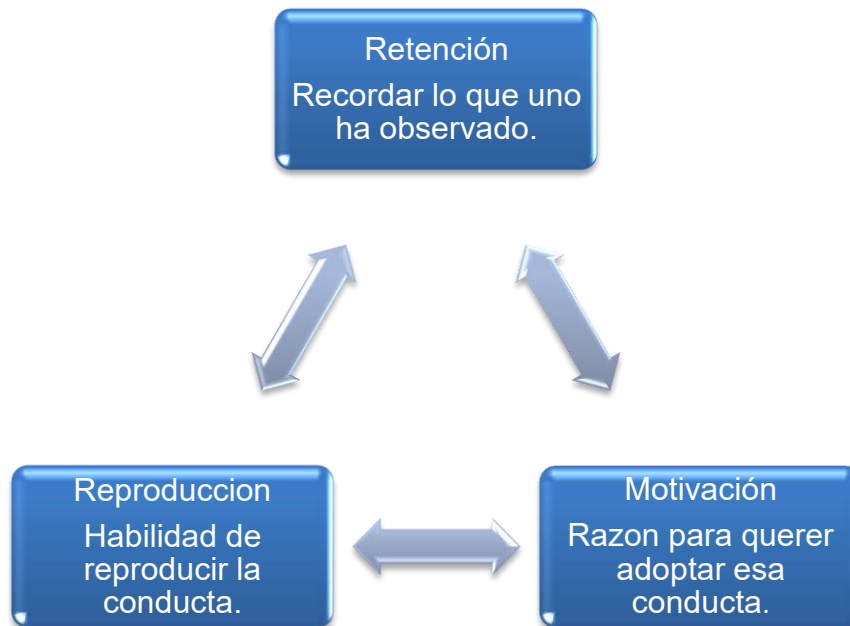 Retención
Recordar lo que uno
ha observado.
Reproduccion
Habilidad de
reproducir la
conducta.
Motivación
Razon para querer
adoptar esa
conducta.